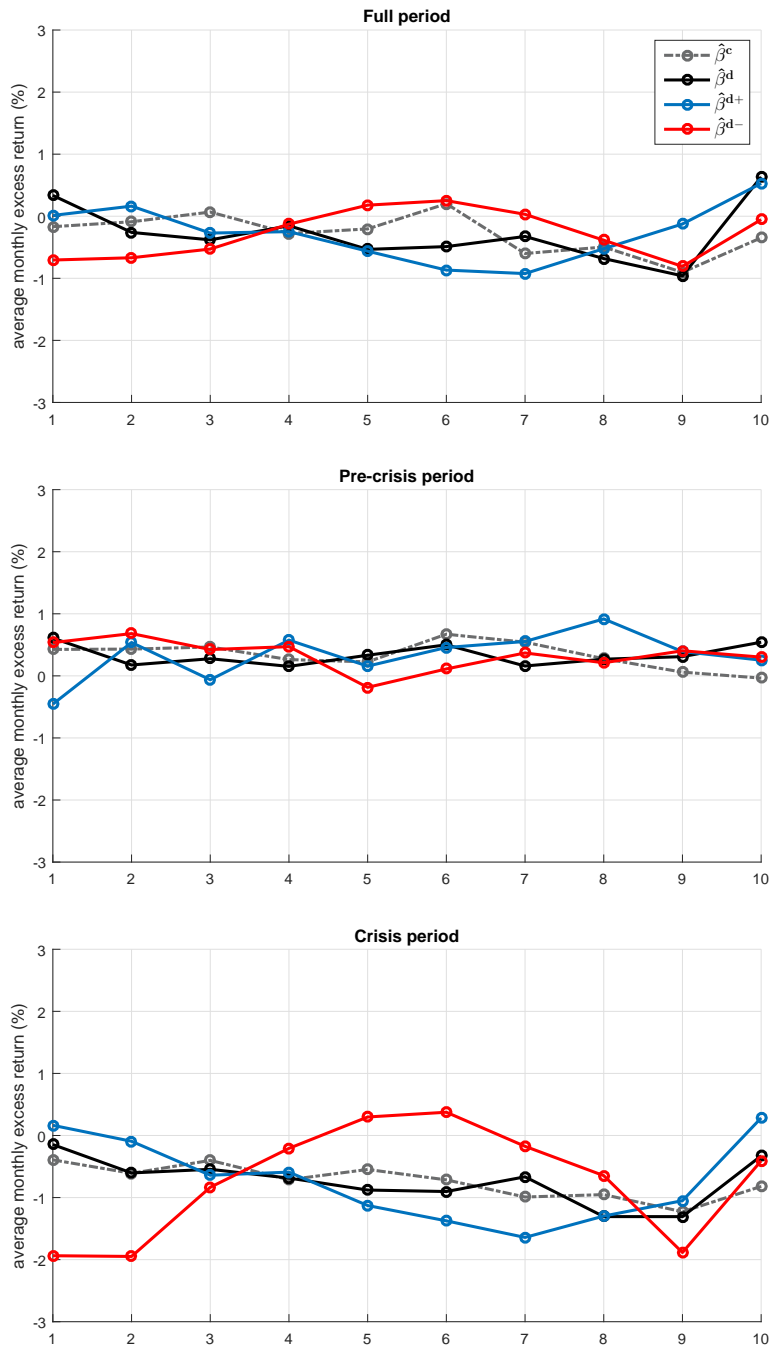 Full period
average monthly excess return (%)
3
2
1
0
-1
-2
-3
β̂ᶜ
β̂ᵈ
β̂ᵈ⁺
β̂ᵈ⁻
1 2 3 4 5 6 7 8 9 10
Pre-crisis period
average monthly excess return (%)
3
2
1
0
-1
-2
-3
1 2 3 4 5 6 7 8 9 10
Crisis period
average monthly excess return (%)
3
2
1
0
-1
-2
-3
1 2 3 4 5 6 7 8 9 10